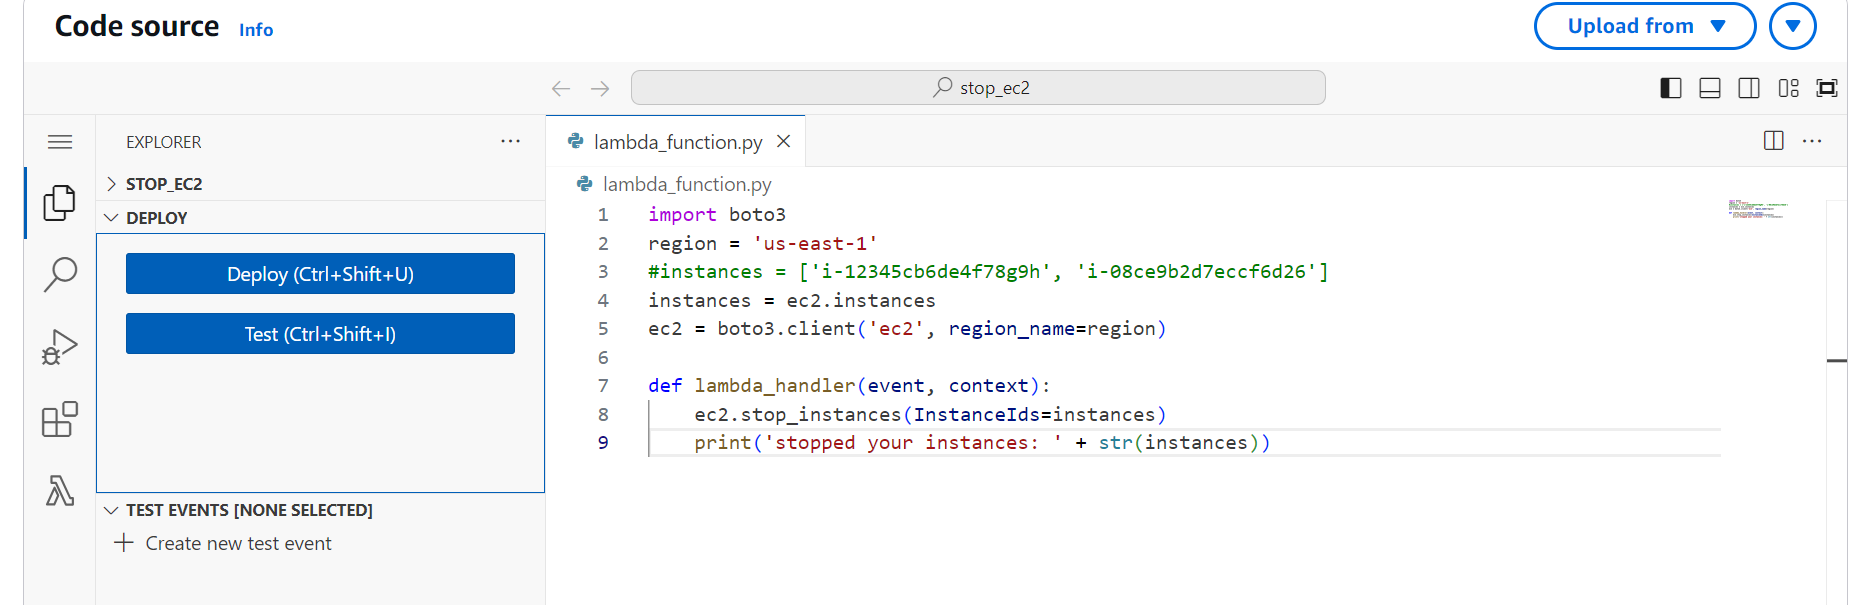 Code source Info
Upload from
stop_ec2
EXPLORER
STOP_EC2
DEPLOY
Deploy (Ctrl+Shift+U)
Test (Ctrl+Shift+I)
TEST EVENTS [NONE SELECTED]
Create new test event
lambda_function.py
lambda_function.py
1 import boto3
2 region = 'us-east-1'
3 #instances = ['i-12345cb6de4f78g9h', 'i-08ce9b2d7eccf6d26']
4 instances = ec2.instances
5 ec2 = boto3.client('ec2', region_name=region)
6
7 def lambda_handler(event, context):
8     ec2.stop_instances(InstanceIds=instances)
9     print('stopped your instances: ' + str(instances))